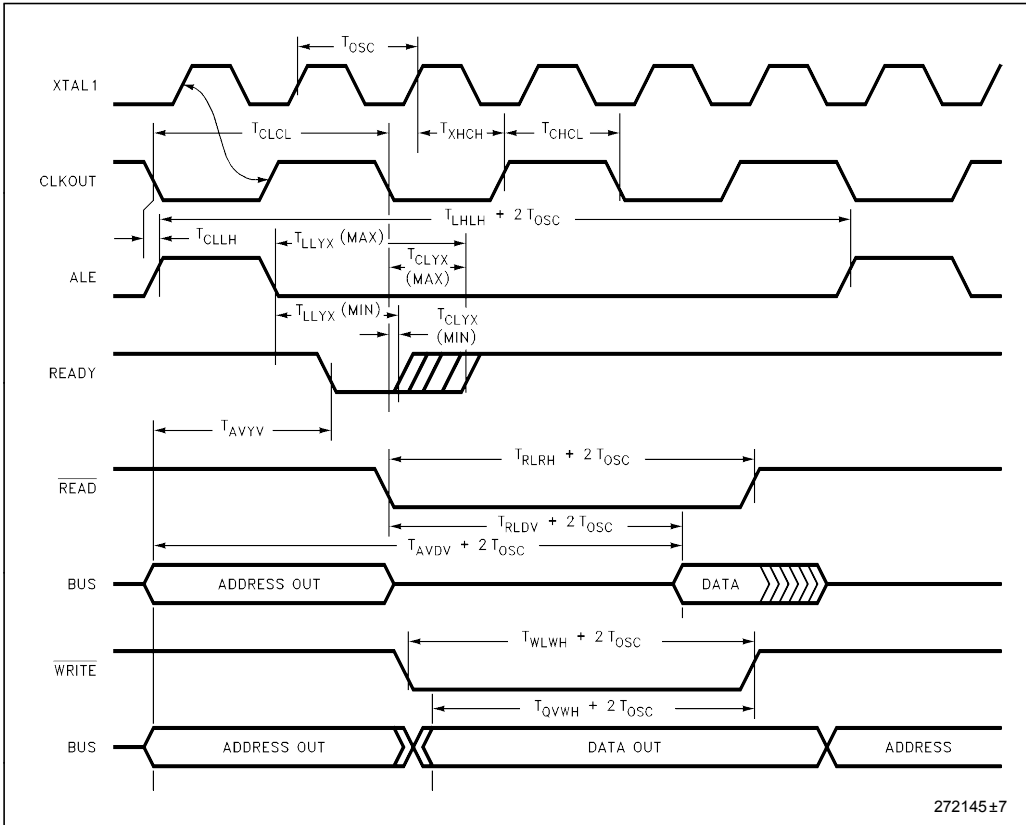 T_OSC
XTAL1
T_CLCL
T_XHCH
T_CHCL
CLKOUT
T_LHLH + 2 T_OSC
T_CLLH
T_LLYX (MAX)
T_CLYX
(MAX)
ALE
T_LLYX (MIN)
T_CLYX
(MIN)
READY
T_AVYV
T_RLRH + 2 T_OSC
READ
T_RLDV + 2 T_OSC
T_AVDV + 2 T_OSC
BUS
ADDRESS OUT
DATA
T_WLWH + 2 T_OSC
WRITE
T_QVWH + 2 T_OSC
BUS
ADDRESS OUT
DATA OUT
ADDRESS
272145±7